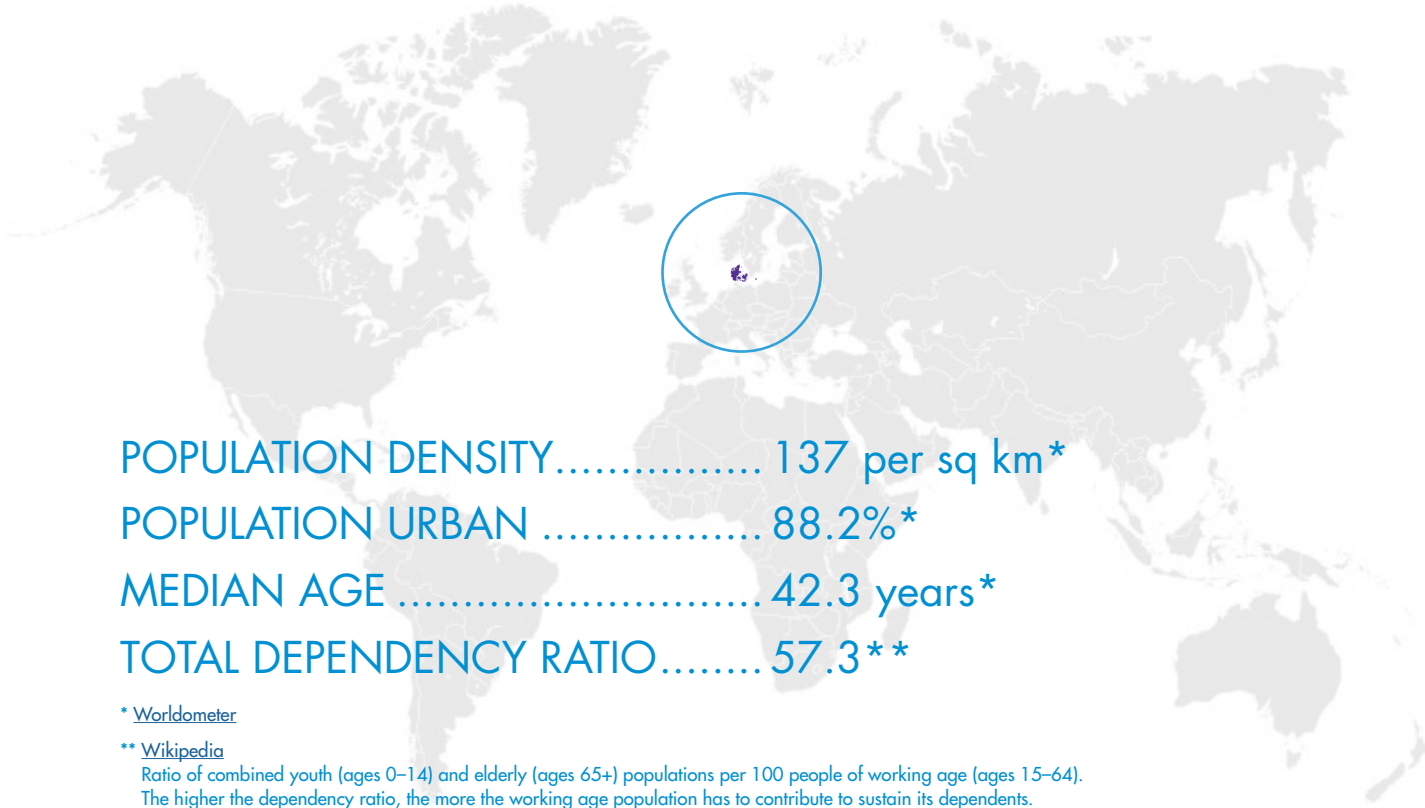 POPULATION DENSITY................ 137 per sq km*
POPULATION URBAN ................. 88.2%*
MEDIAN AGE ............................ 42.3 years*
TOTAL DEPENDENCY RATIO........ 57.3**
* Worldometer
** Wikipedia
Ratio of combined youth (ages 0–14) and elderly (ages 65+) populations per 100 people of working age (ages 15–64).
The higher the dependency ratio, the more the working age population has to contribute to sustain its dependents.